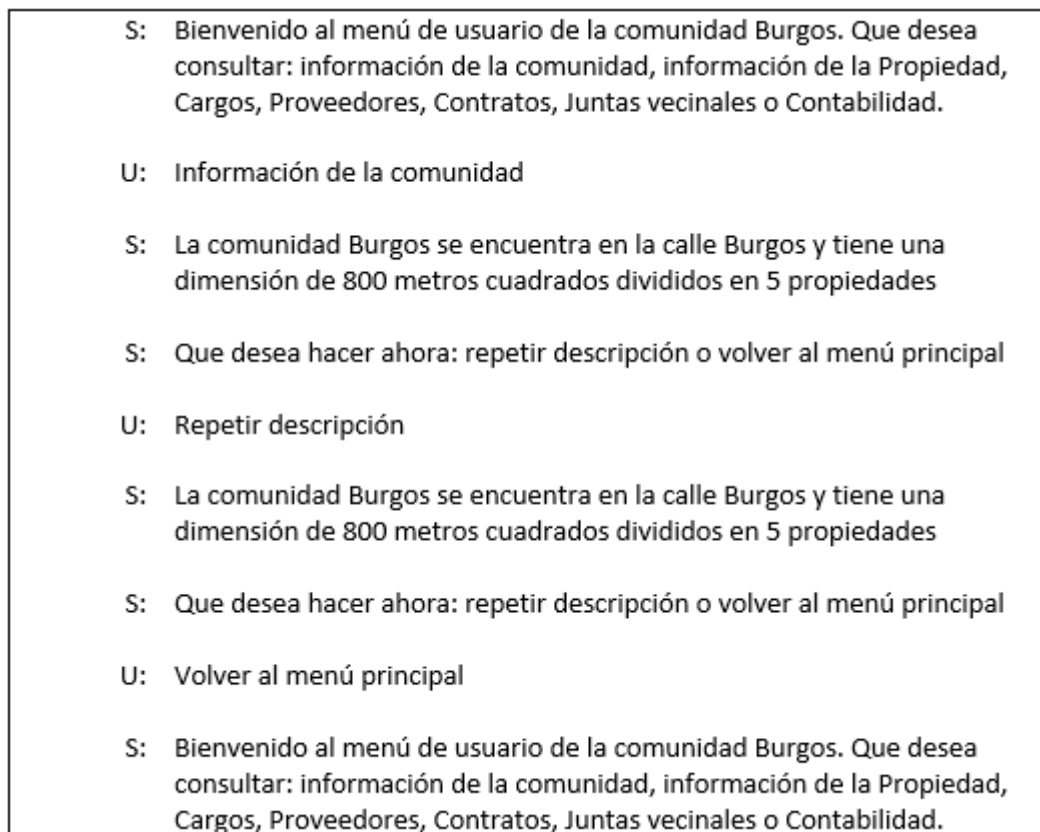 S: Bienvenido al menú de usuario de la comunidad Burgos. Que desea
consultar: información de la comunidad, información de la Propiedad,
Cargos, Proveedores, Contratos, Juntas vecinales o Contabilidad.
U: Información de la comunidad
S: La comunidad Burgos se encuentra en la calle Burgos y tiene una
dimensión de 800 metros cuadrados divididos en 5 propiedades
S: Que desea hacer ahora: repetir descripción o volver al menú principal
U: Repetir descripción
S: La comunidad Burgos se encuentra en la calle Burgos y tiene una
dimensión de 800 metros cuadrados divididos en 5 propiedades
S: Que desea hacer ahora: repetir descripción o volver al menú principal
U: Volver al menú principal
S: Bienvenido al menú de usuario de la comunidad Burgos. Que desea
consultar: información de la comunidad, información de la Propiedad,
Cargos, Proveedores, Contratos, Juntas vecinales o Contabilidad.